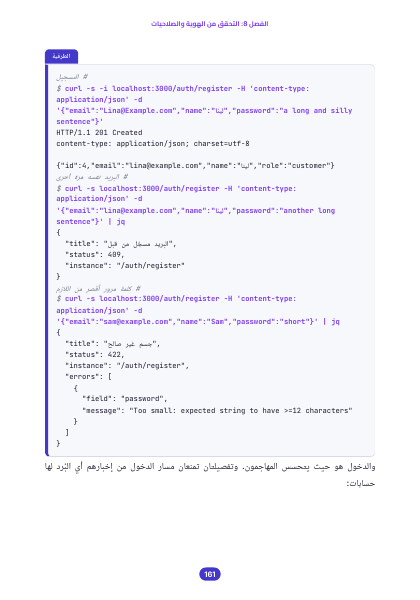 الفصل 8: التحقق من الهوية والصلاحيات
الطرفية
# التسجيل
$ curl -s -i localhost:3000/auth/register -H 'content-type:
application/json' -d
'{"email":"Lina@Example.com","name":"لينا","password":"a long and silly
sentence"}'
HTTP/1.1 201 Created
content-type: application/json; charset=utf-8
{"id":4,"email":"lina@example.com","name":"لينا","role":"customer"}
# البريد نفسه مرة أخرى
$ curl -s localhost:3000/auth/register -H 'content-type:
application/json' -d
'{"email":"lina@example.com","name":"لينا","password":"another long
sentence"}' | jq
{
"title": "البريد مسجّل من قبل",
"status": 409,
"instance": "/auth/register"
}
# كلمة مرور أقصر من اللازم
$ curl -s localhost:3000/auth/register -H 'content-type:
application/json' -d
'{"email":"sam@example.com","name":"Sam","password":"short"}' | jq
{
"title": "جسم غير صالح",
"status": 422,
"instance": "/auth/register",
"errors": [
{
"field": "password",
"message": "Too small: expected string to have >=12 characters"
}
]
}
والدخول هو حيث يتحسس المهاجمون. وتفصيلتان تمنعان مسار الدخول من إخبارهم أي البُرد لها
حسابات:
161